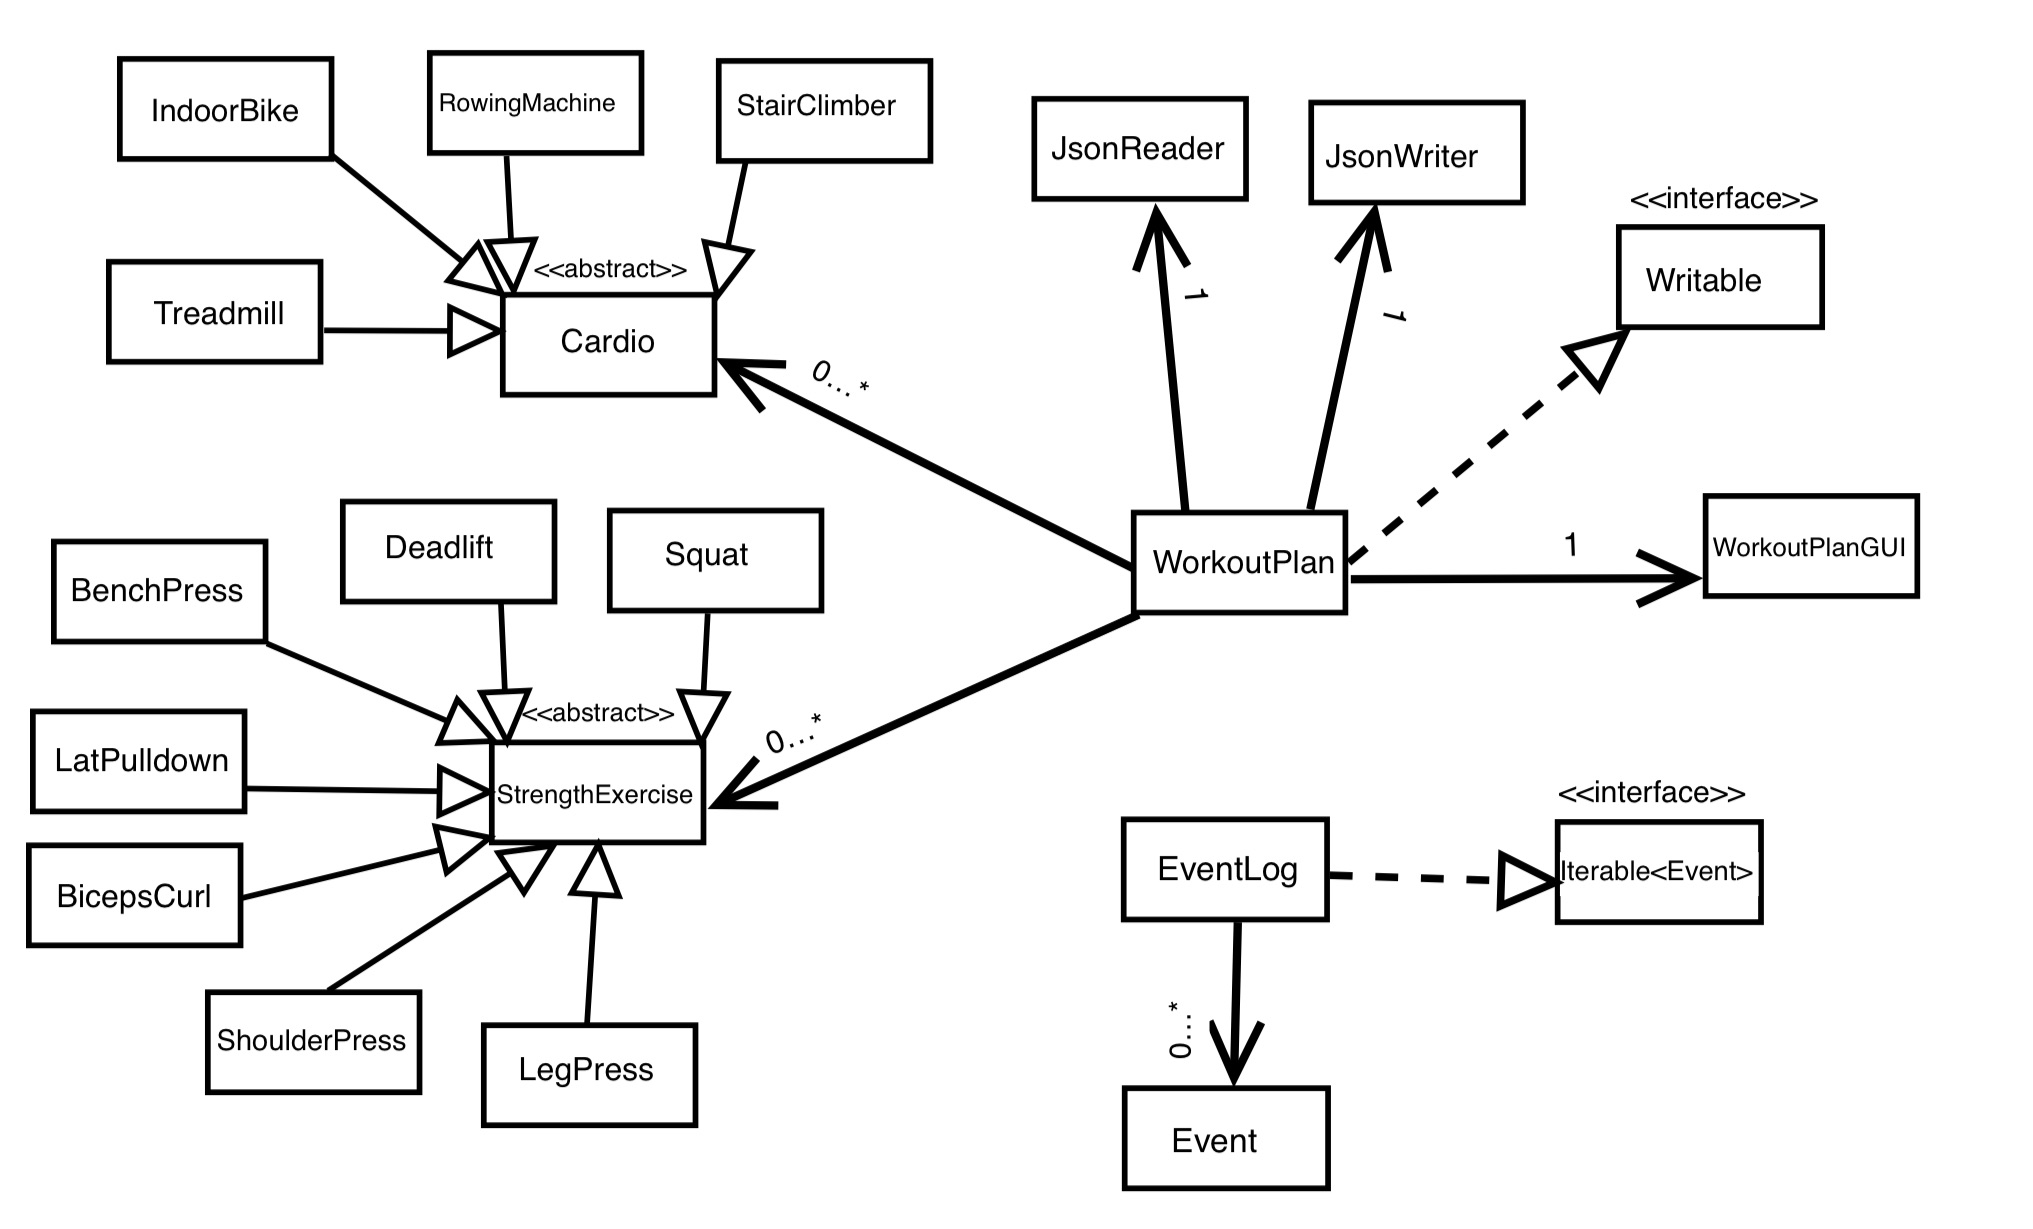 IndoorBike
RowingMachine
StairClimber
JsonReader
JsonWriter
<<interface>>
Writable
Treadmill
<<abstract>>
Cardio
1
1
0...*
Deadlift
Squat
BenchPress
WorkoutPlan
1
WorkoutPlanGUI
LatPulldown
<<abstract>>
StrengthExercise
0...*
BicepsCurl
ShoulderPress
LegPress
EventLog
<<interface>>
Iterable<Event>
0...*
Event